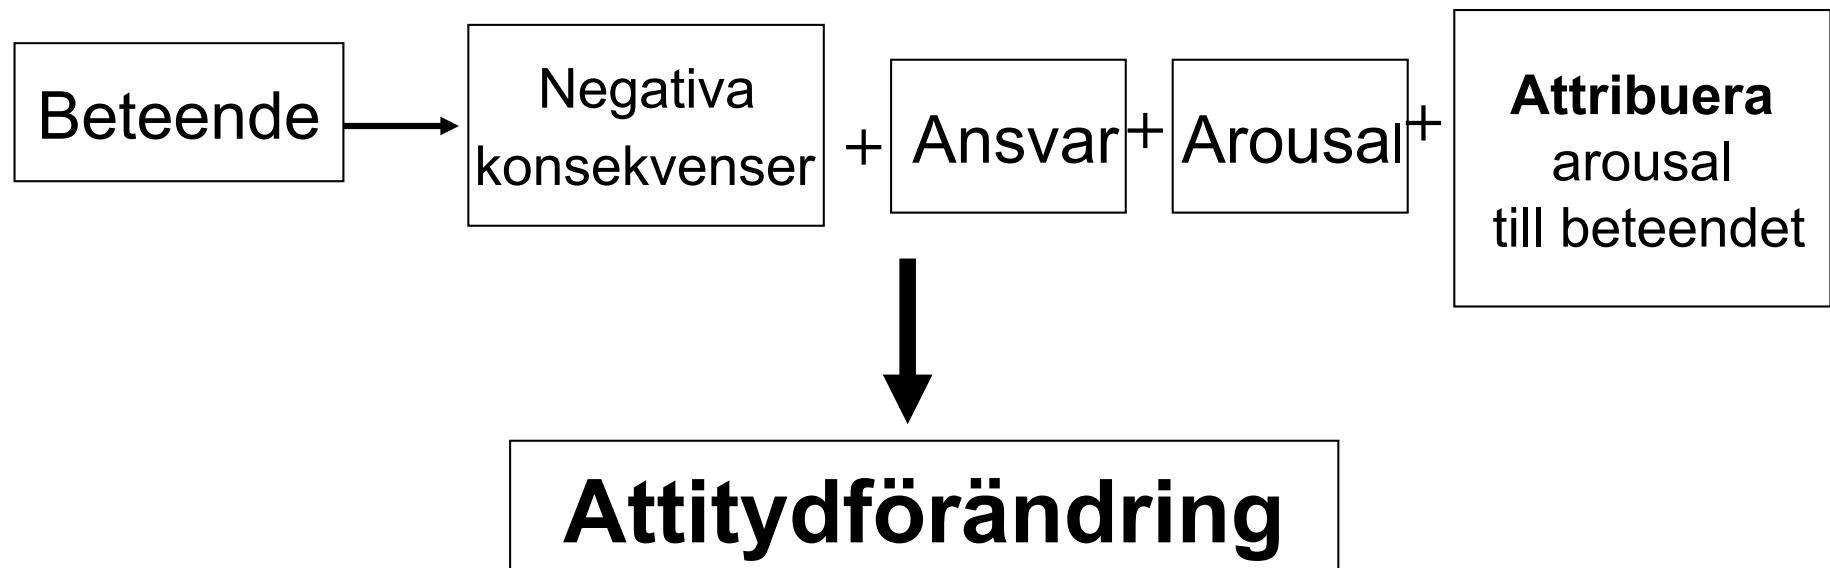 Beteende
Negativa
konsekvenser
+
Ansvar
+
Arousal
+
Attribuera
arousal
till beteendet
Attitydförändring